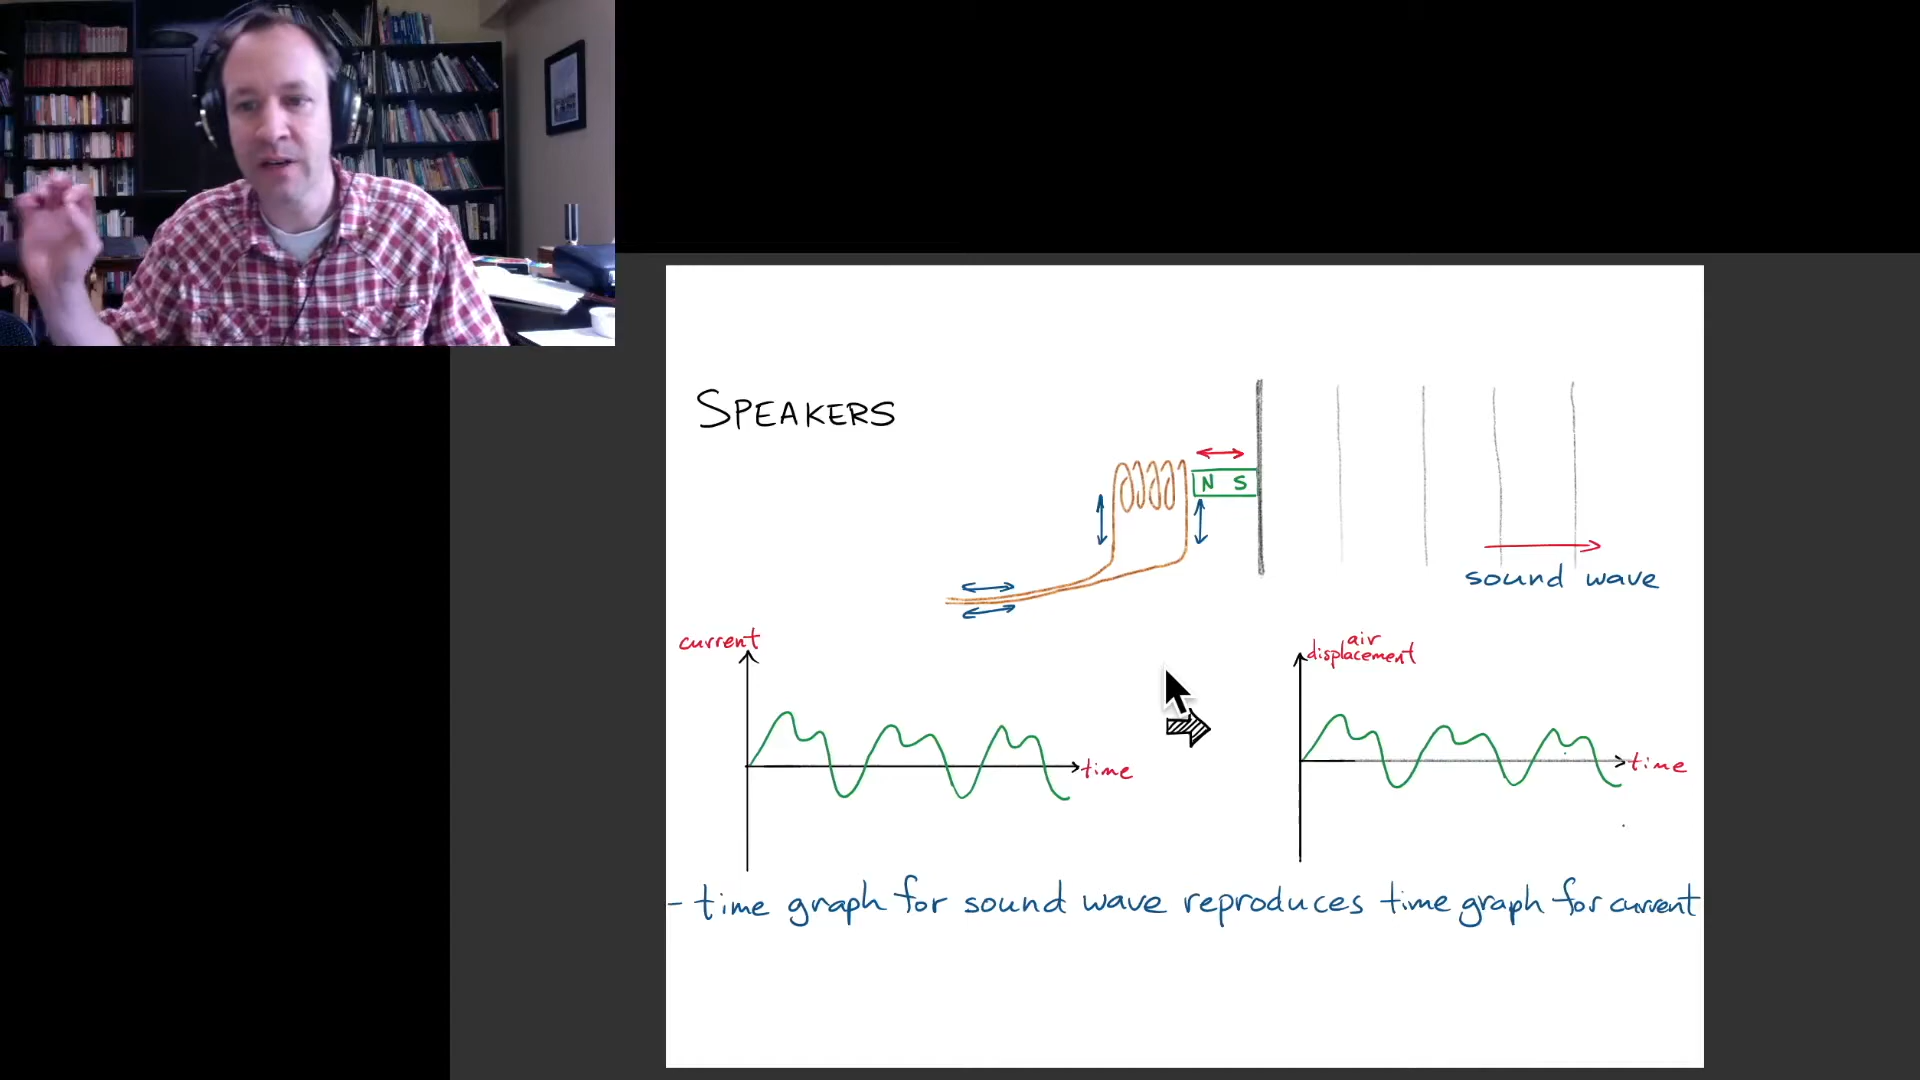 SPEAKERS
N S
sound wave
current
time
air
displacement
time
- time graph for sound wave reproduces time graph for current